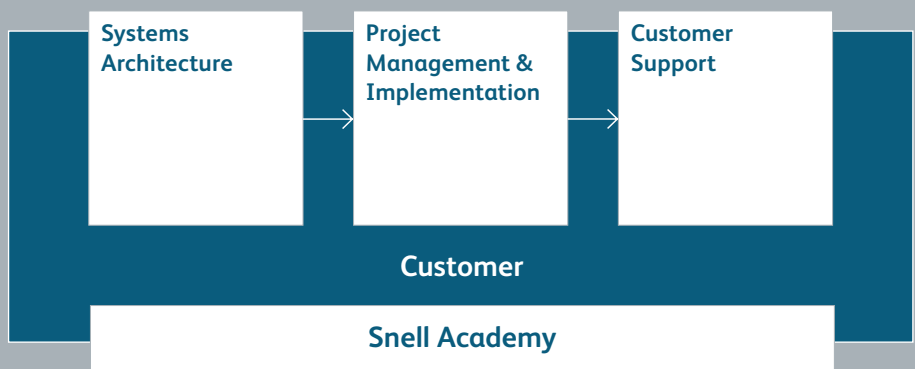 Systems
Architecture
Project
Management &
Implementation
Customer
Support
Customer
Snell Academy